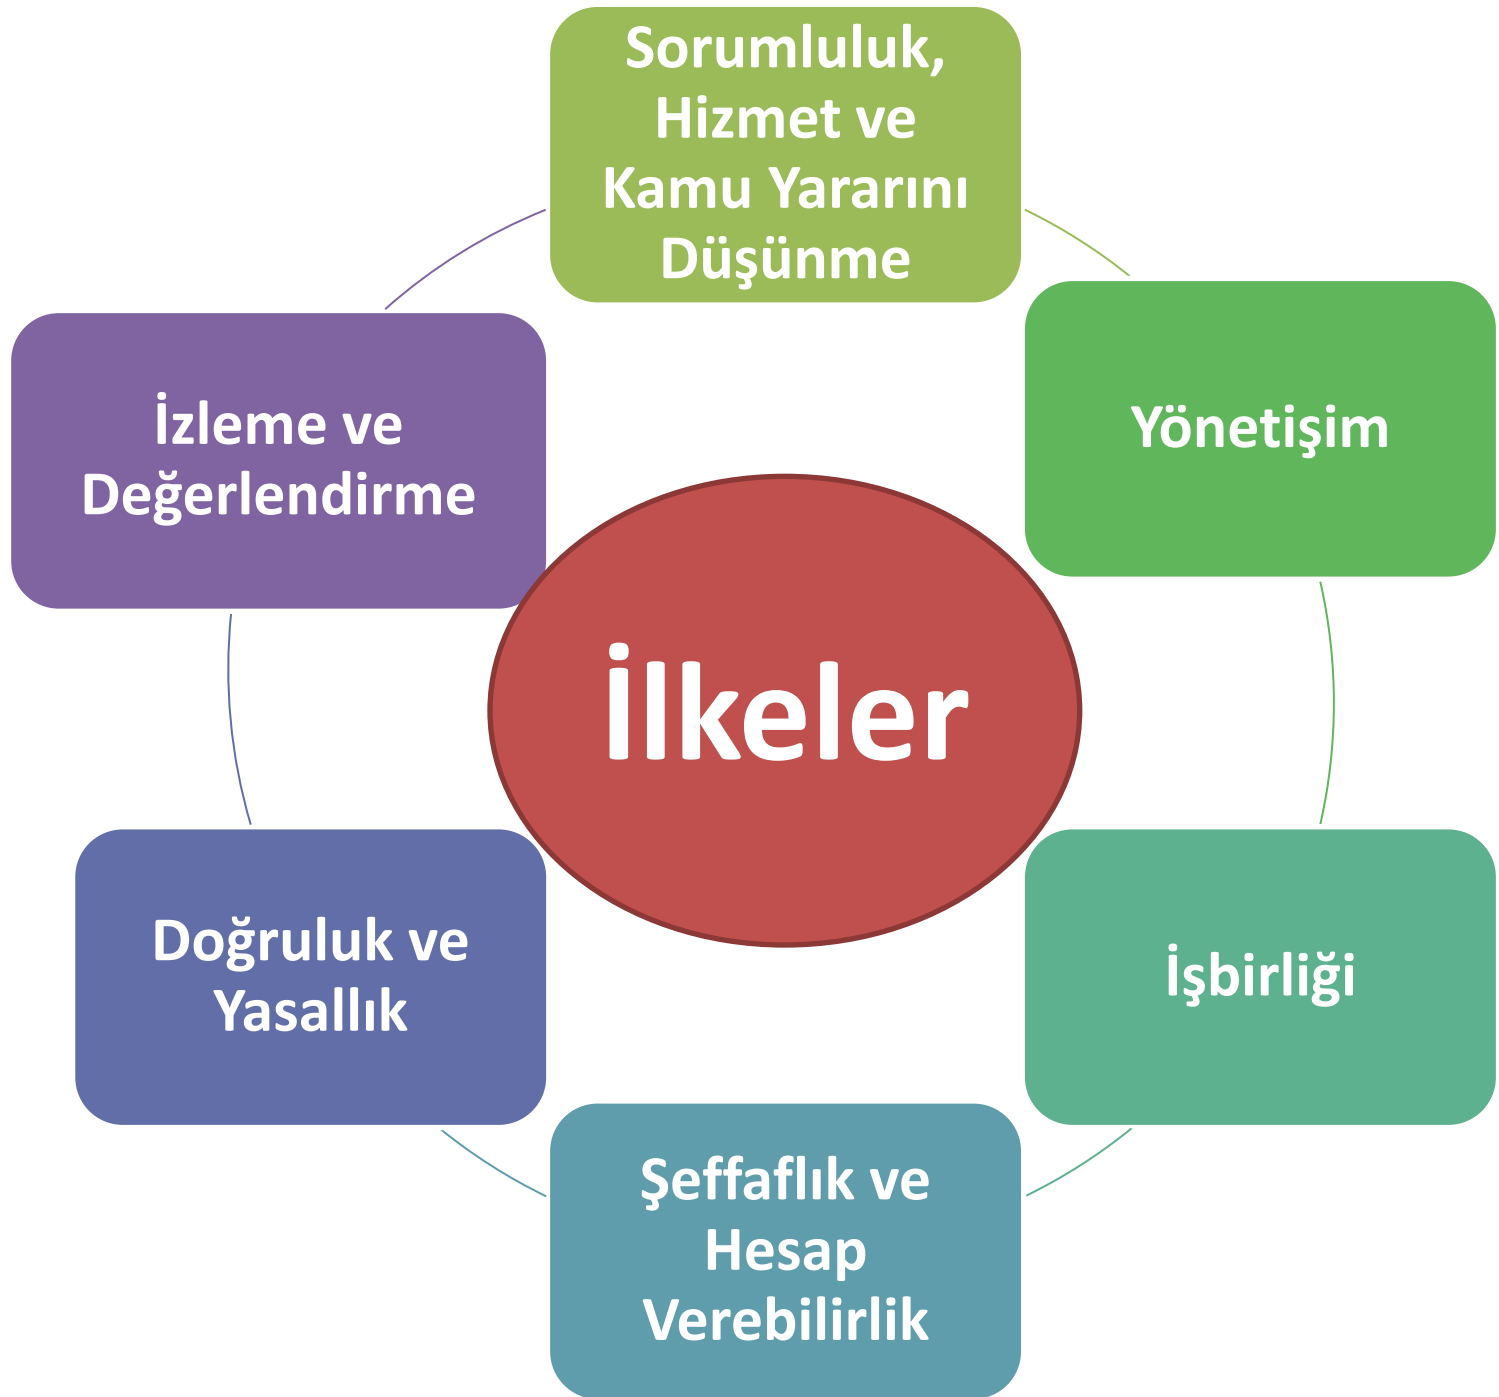 Sorumluluk,
Hizmet ve
Kamu Yararını
Düşünme
Yönetişim
İşbirliği
Şeffaflık ve
Hesap
Verebilirlik
Doğruluk ve
Yasallık
İzleme ve
Değerlendirme
İlkeler